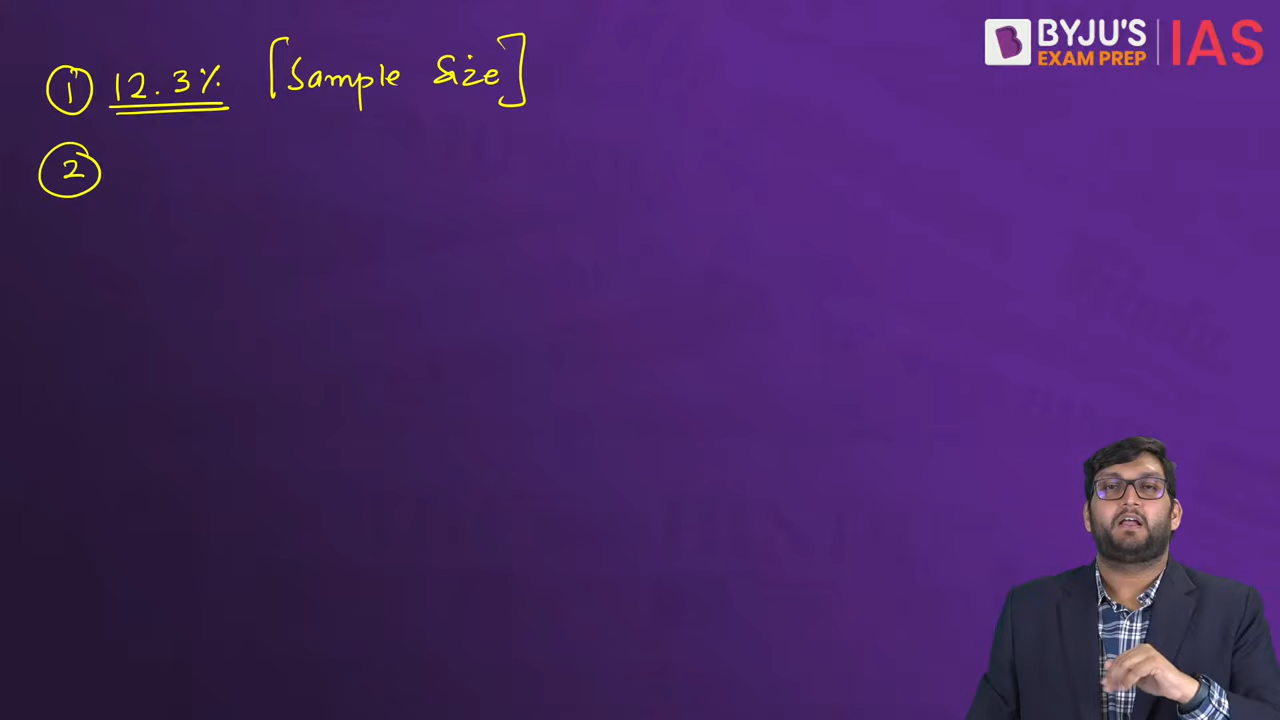 ① 12.3% [Sample Size]
②
BYJU'S
EXAM PREP
IAS